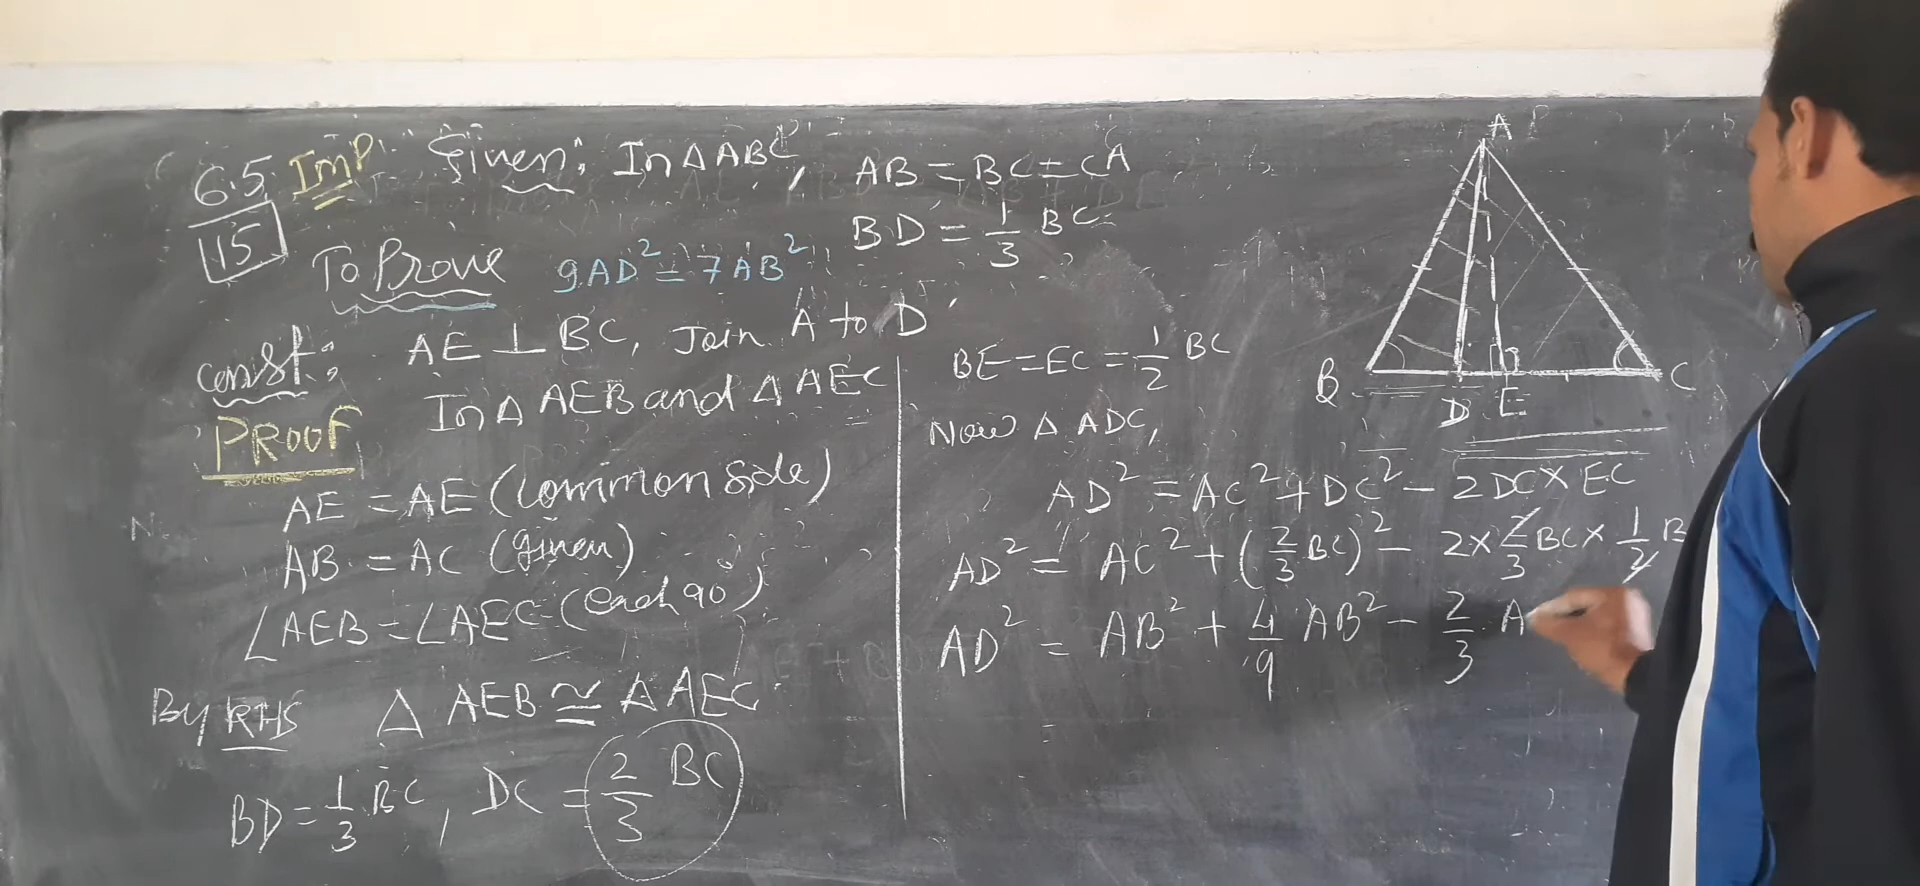 6.5 Imp. Given: In △ ABC, AB = BC = CA
15
BD = 1/3 BC
To Prove 9AD² = 7AB²
const: AE ⊥ BC, Join A to D
PROOF In △ AEB and △ AEC
AE = AE (common side)
AB = AC (given)
∠AEB = ∠AEC (each 90°)
By RHS △ AEB ≅ △ AEC
BD = 1/3 BC, DC = 2/3 BC
BE = EC = 1/2 BC
Now △ ADC,
AD² = AC² + DC² - 2DC × EC
AD² = AC² + (2/3 BC)² - 2 × 2/3 BC × 1/2 B
AD² = AB² + 4/9 AB² - 2/3 A
A
B D E C